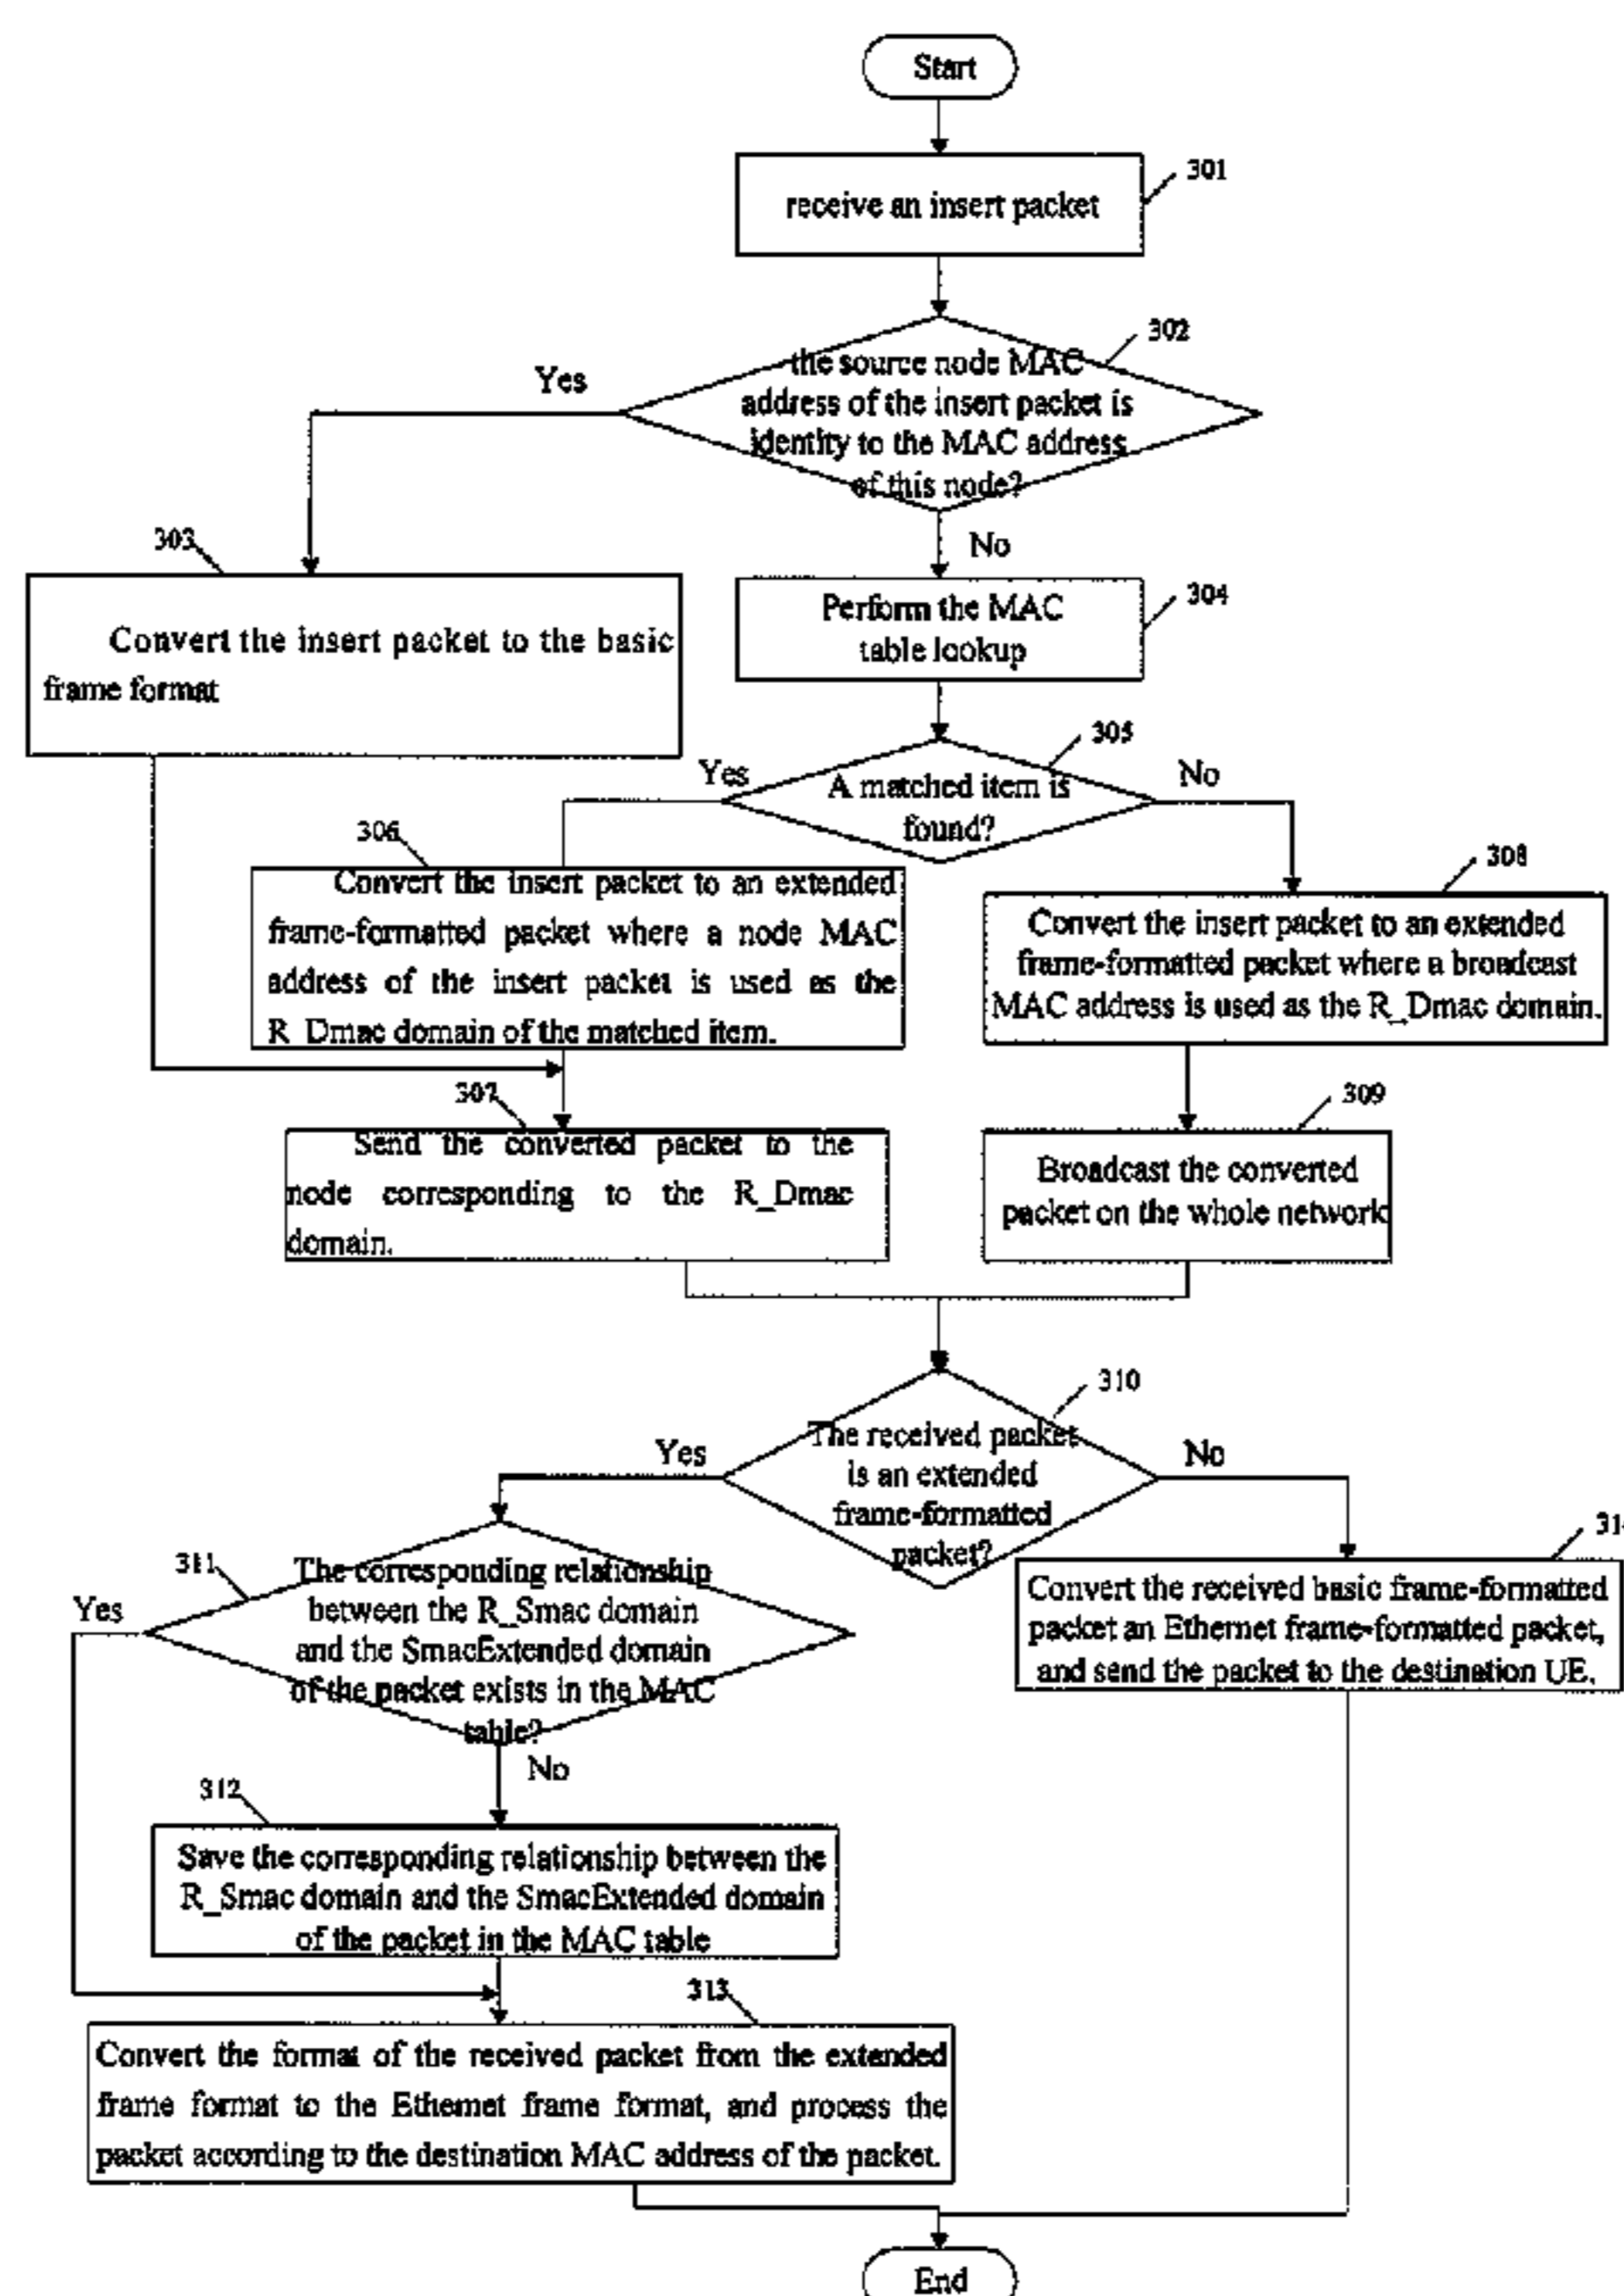 Start
301
receive an insert packet
302
the source node MAC
address of the insert packet is
identity to the MAC address
of this node?
Yes
No
303
Convert the insert packet to the basic
frame format
304
Perform the MAC
table lookup
305
A matched item is
found?
Yes
No
306
Convert the insert packet to an extended
frame-formatted packet where a node MAC
address of the insert packet is used as the
R_Dmac domain of the matched item.
308
Convert the insert packet to an extended
frame-formatted packet where a broadcast
MAC address is used as the R_Dmac domain.
307
Send the converted packet to the
node corresponding to the R_Dmac
domain.
309
Broadcast the converted
packet on the whole network
310
The received packet
is an extended
frame-formatted
packet?
Yes
No
311
The corresponding relationship
between the R_Smac domain
and the SmacExtended domain
of the packet exists in the MAC
table?
Yes
No
Convert the received basic frame-formatted
packet an Ethernet frame-formatted packet,
and send the packet to the destination UE.
312
Save the corresponding relationship between the
R_Smac domain and the SmacExtended domain
of the packet in the MAC table
313
Convert the format of the received packet from the extended
frame format to the Ethernet frame format, and process the
packet according to the destination MAC address of the packet.
End